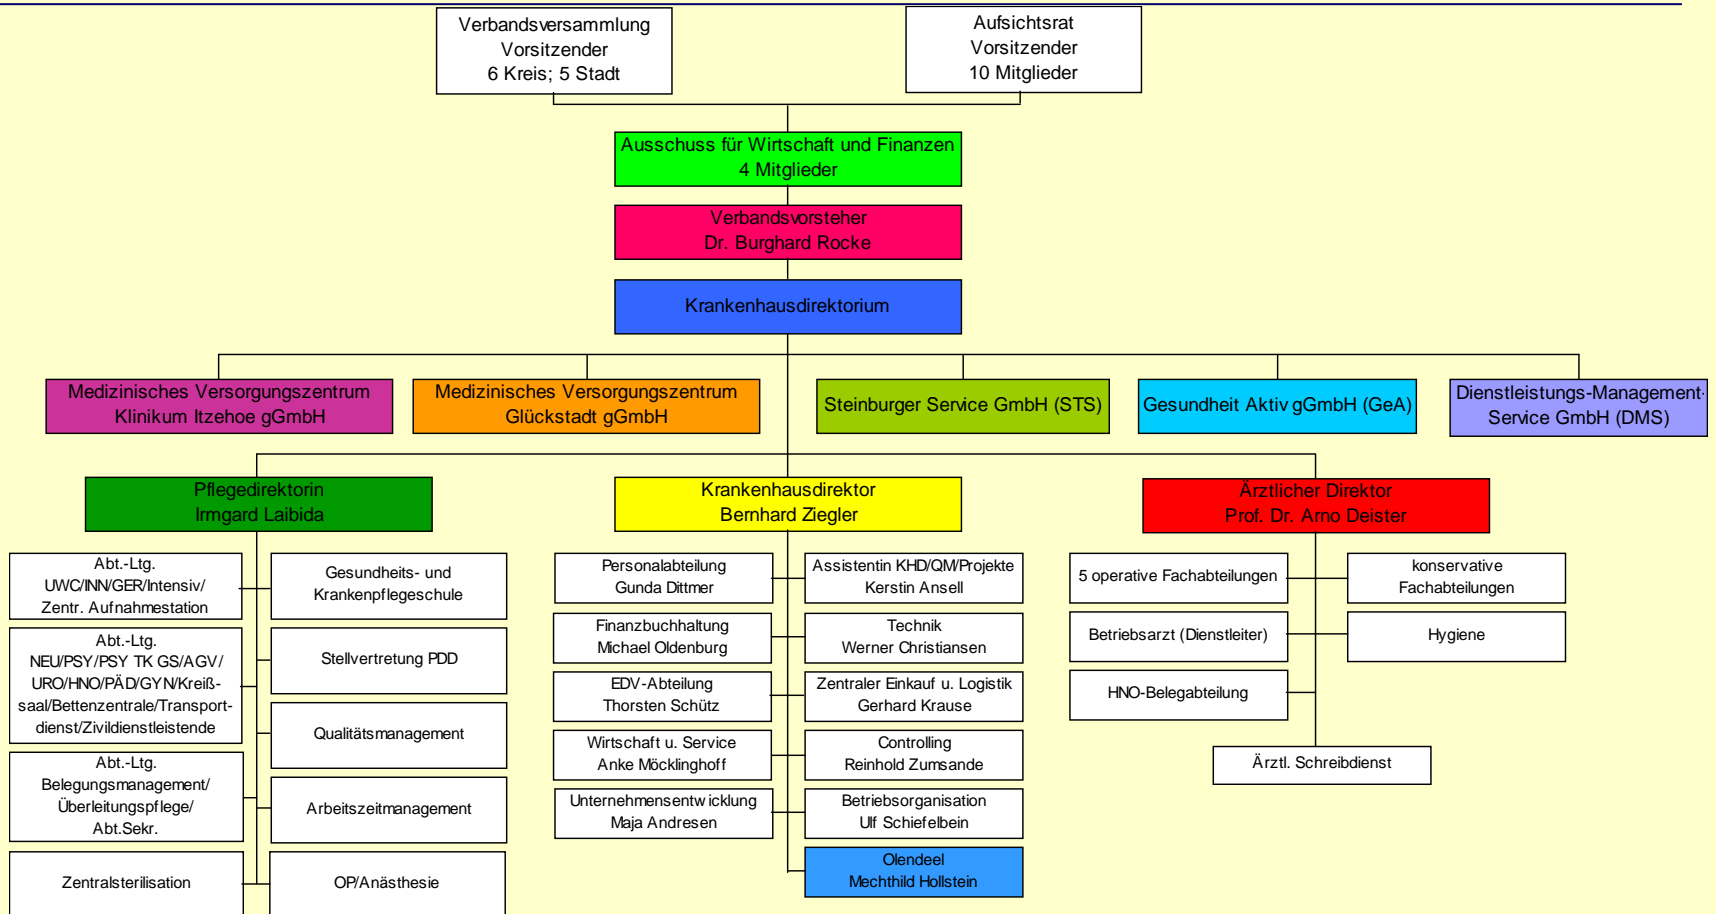 Verbandsversammlung
Vorsitzender
6 Kreis; 5 Stadt
Aufsichtsrat
Vorsitzender
10 Mitglieder
Ausschuss für Wirtschaft und Finanzen
4 Mitglieder
Verbandsvorsteher
Dr. Burghard Rocke
Krankenhausdirektorium
Medizinisches Versorgungszentrum
Klinikum Itzehoe gGmbH
Medizinisches Versorgungszentrum
Glückstadt gGmbH
Steinburger Service GmbH (STS)
Gesundheit Aktiv gGmbH (GeA)
Dienstleistungs-Management-
Service GmbH (DMS)
Pflegedirektorin
Irmgard Laibida
Krankenhausdirektor
Bernhard Ziegler
Ärztlicher Direktor
Prof. Dr. Arno Deister
Abt.-Ltg.
UWC/INN/GER/Intensiv/
Zentr. Aufnahmestation
Gesundheits- und
Krankenpflegeschule
Abt.-Ltg.
NEU/PSY/PSY TK GS/AGV/
URO/HNO/PÄD/GYN/Kreiß-
saal/Bettenzentrale/Transport-
dienst/Zivildienstleistende
Stellvertretung PDD
Qualitätsmanagement
Abt.-Ltg.
Belegungsmanagement/
Überleitungspflege/
Abt.Sekr.
Arbeitszeitmanagement
Zentralsterilisation
OP/Anästhesie
Personalabteilung
Gunda Dittmer
Assistentin KHD/QM/Projekte
Kerstin Ansell
Finanzbuchhaltung
Michael Oldenburg
Technik
Werner Christiansen
EDV-Abteilung
Thorsten Schütz
Zentraler Einkauf u. Logistik
Gerhard Krause
Wirtschaft u. Service
Anke Möcklinghoff
Controlling
Reinhold Zumsande
Unternehmensentwicklung
Maja Andresen
Betriebsorganisation
Ulf Schiefelbein
Olendeel
Mechthild Hollstein
5 operative Fachabteilungen
konservative
Fachabteilungen
Betriebsarzt (Dienstleiter)
Hygiene
HNO-Belegabteilung
Ärztl. Schreibdienst